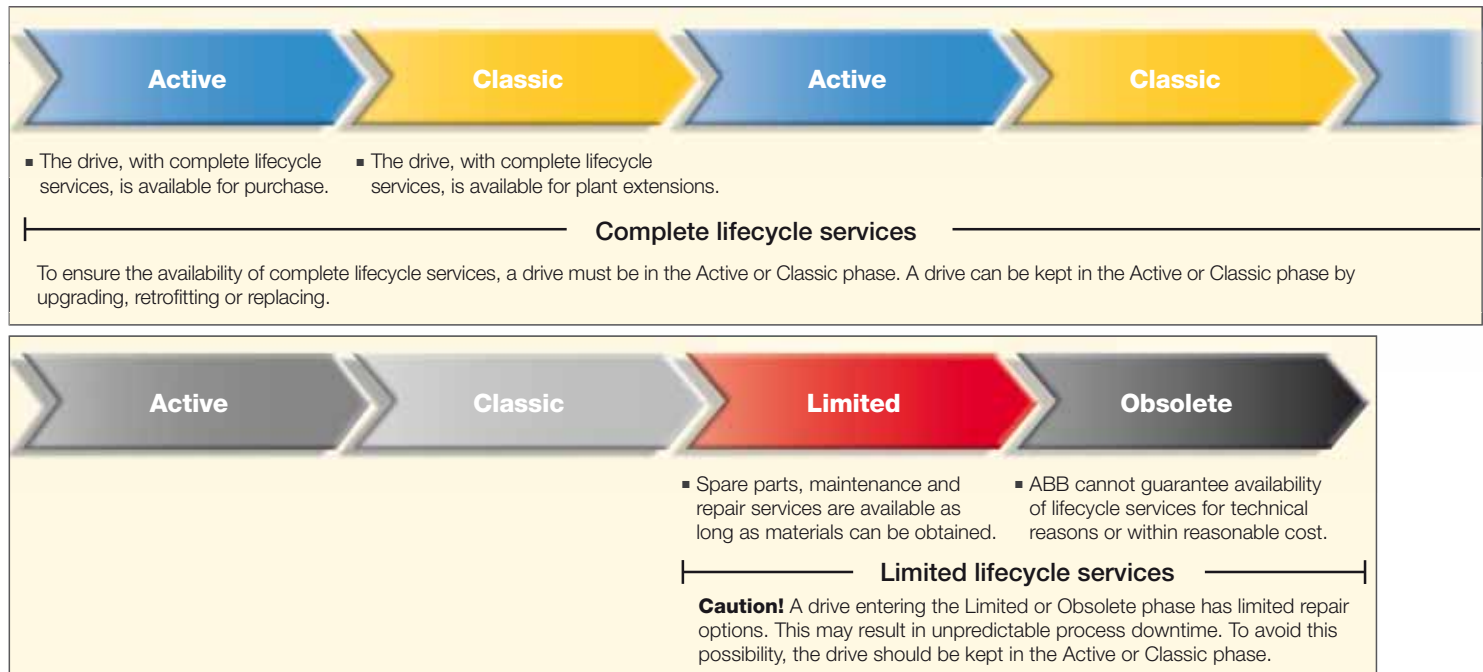 Active Classic Active Classic
▪ The drive, with complete lifecycle
services, is available for purchase.
▪ The drive, with complete lifecycle
services, is available for plant extensions.
Complete lifecycle services
To ensure the availability of complete lifecycle services, a drive must be in the Active or Classic phase. A drive can be kept in the Active or Classic phase by
upgrading, retrofitting or replacing.
Active Classic Limited Obsolete
▪ Spare parts, maintenance and
repair services are available as
long as materials can be obtained.
▪ ABB cannot guarantee availability
of lifecycle services for technical
reasons or within reasonable cost.
Limited lifecycle services
Caution! A drive entering the Limited or Obsolete phase has limited repair
options. This may result in unpredictable process downtime. To avoid this
possibility, the drive should be kept in the Active or Classic phase.